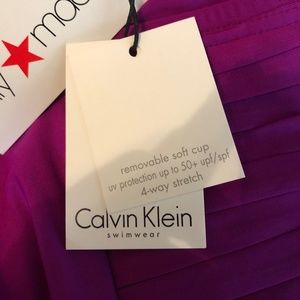 removable soft cup
uv protection up to 50+ upf/spf
4-way stretch
Calvin Klein
swimwear